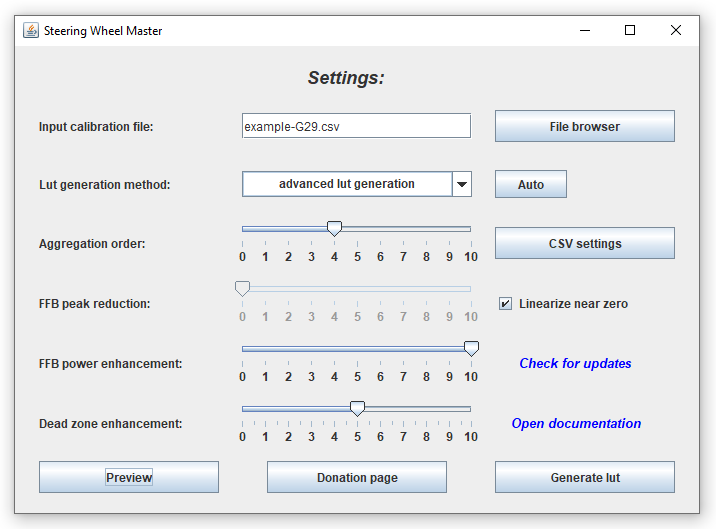 Steering Wheel Master
Settings:
Input calibration file:
example-G29.csv
File browser
Lut generation method:
advanced lut generation
Auto
Aggregation order:
0 1 2 3 4 5 6 7 8 9 10
CSV settings
FFB peak reduction:
0 1 2 3 4 5 6 7 8 9 10
Linearize near zero
FFB power enhancement:
0 1 2 3 4 5 6 7 8 9 10
Check for updates
Dead zone enhancement:
0 1 2 3 4 5 6 7 8 9 10
Open documentation
Preview
Donation page
Generate lut